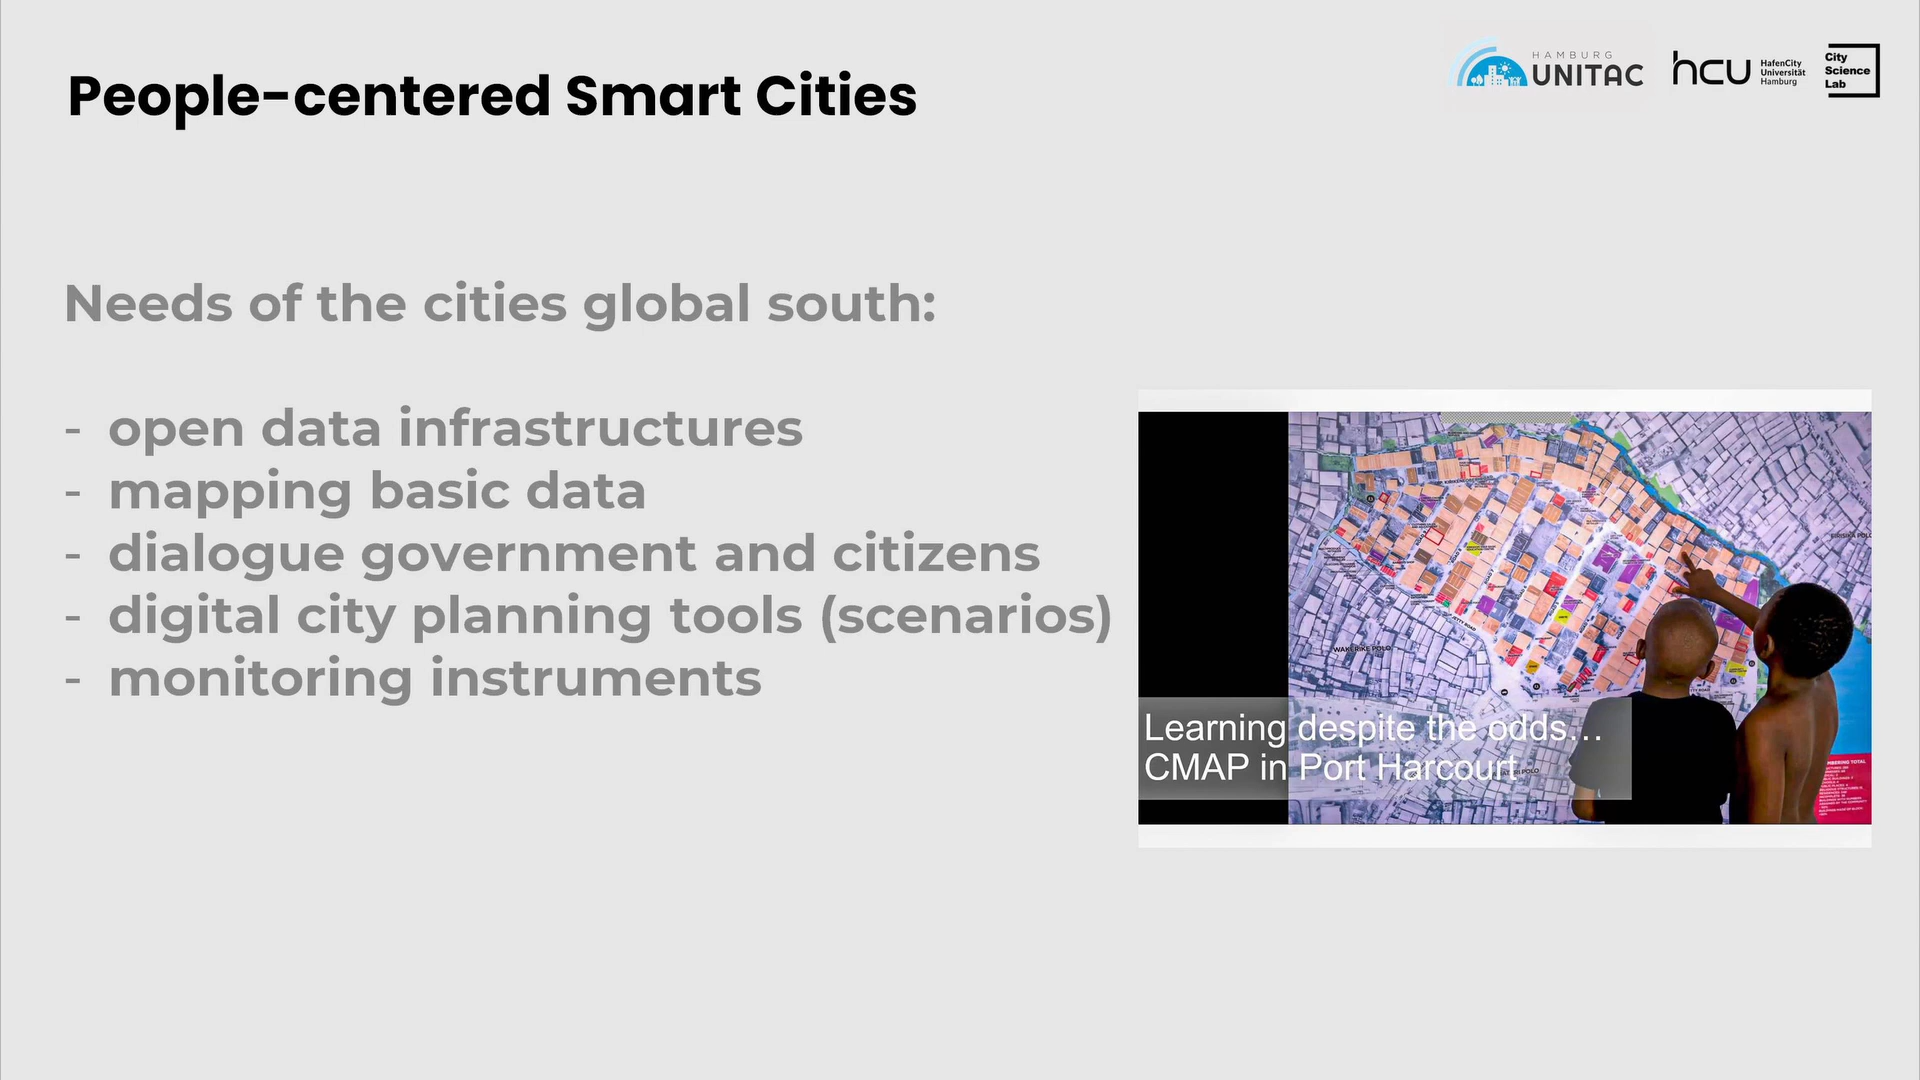 People-centered Smart Cities
HAMBURG
UNITAC
hcu
HafenCity
Universität
Hamburg
City
Science
Lab
Needs of the cities global south:
- open data infrastructures
- mapping basic data
- dialogue government and citizens
- digital city planning tools (scenarios)
- monitoring instruments
WAKERIKE POLO
Learning despite the odds...
CMAP in Port Harcourt